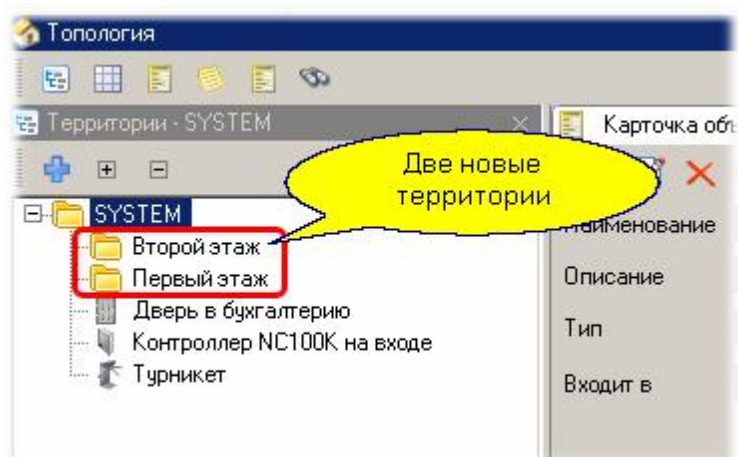 Топология
Территории - SYSTEM
Карточка объ
Две новые
территории
SYSTEM
Второй этаж
Первый этаж
Дверь в бухгалтерию
Контроллер NC100K на входе
Турникет
Наименование
Описание
Тип
Входит в